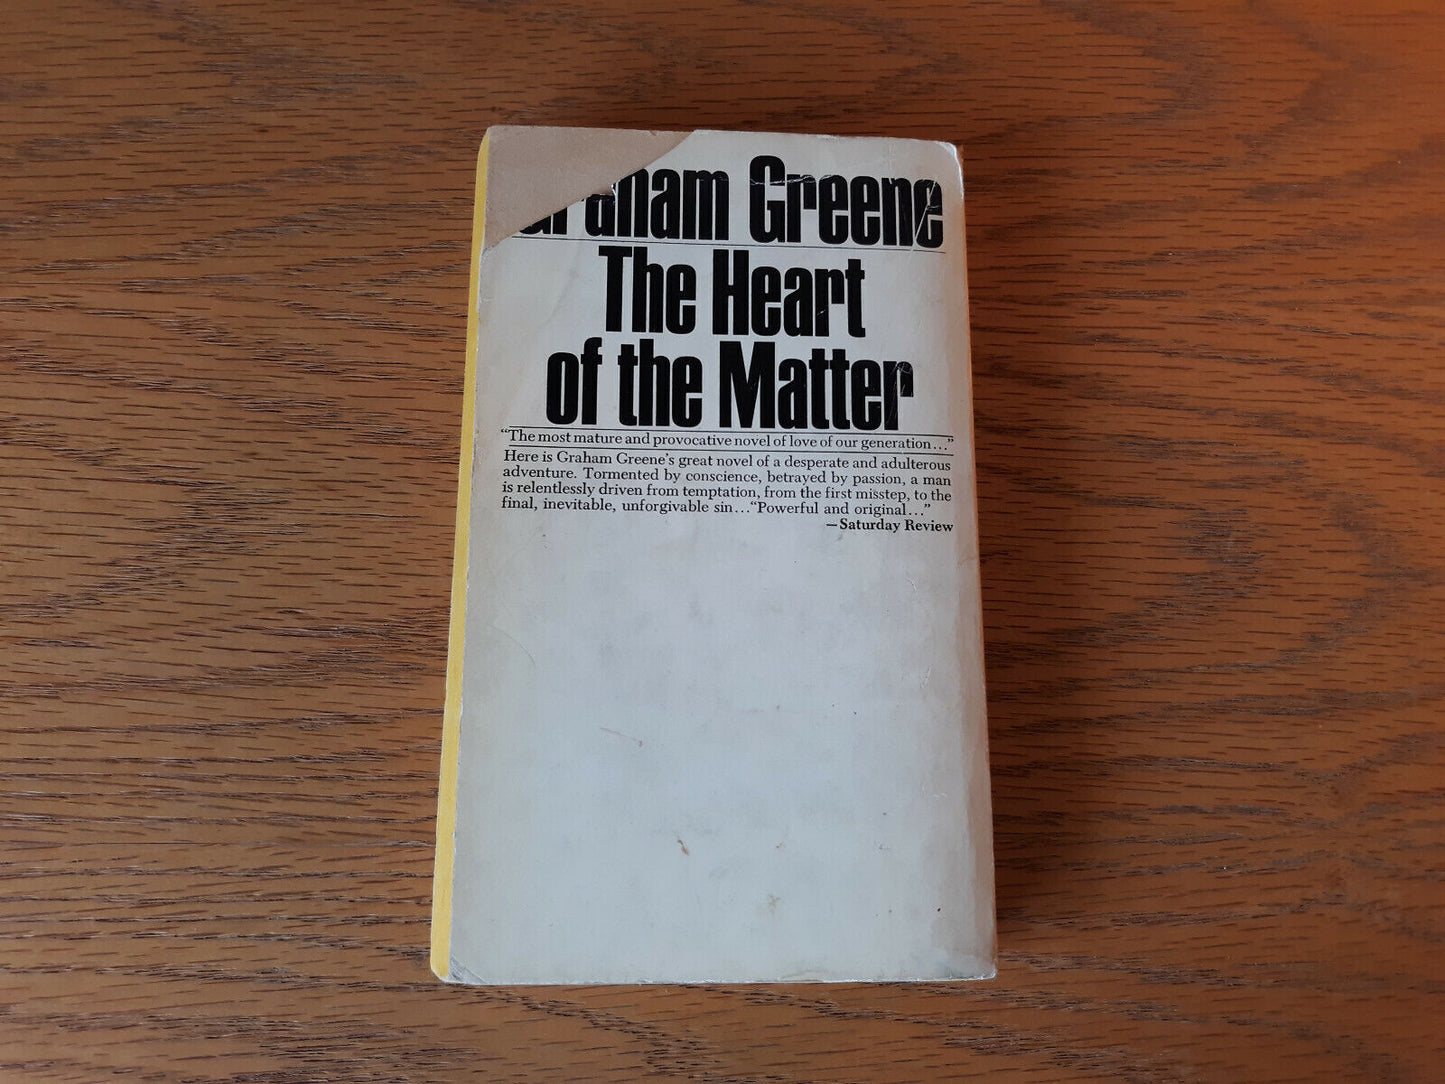 Graham Greene
The Heart
of the Matter
“The most mature and provocative novel of love of our generation...”
Here is Graham Greene's great novel of a desperate and adulterous
adventure. Tormented by conscience, betrayed by passion, a man
is relentlessly driven from temptation, from the first misstep, to the
final, inevitable, unforgivable sin...“Powerful and original...”
—Saturday Review